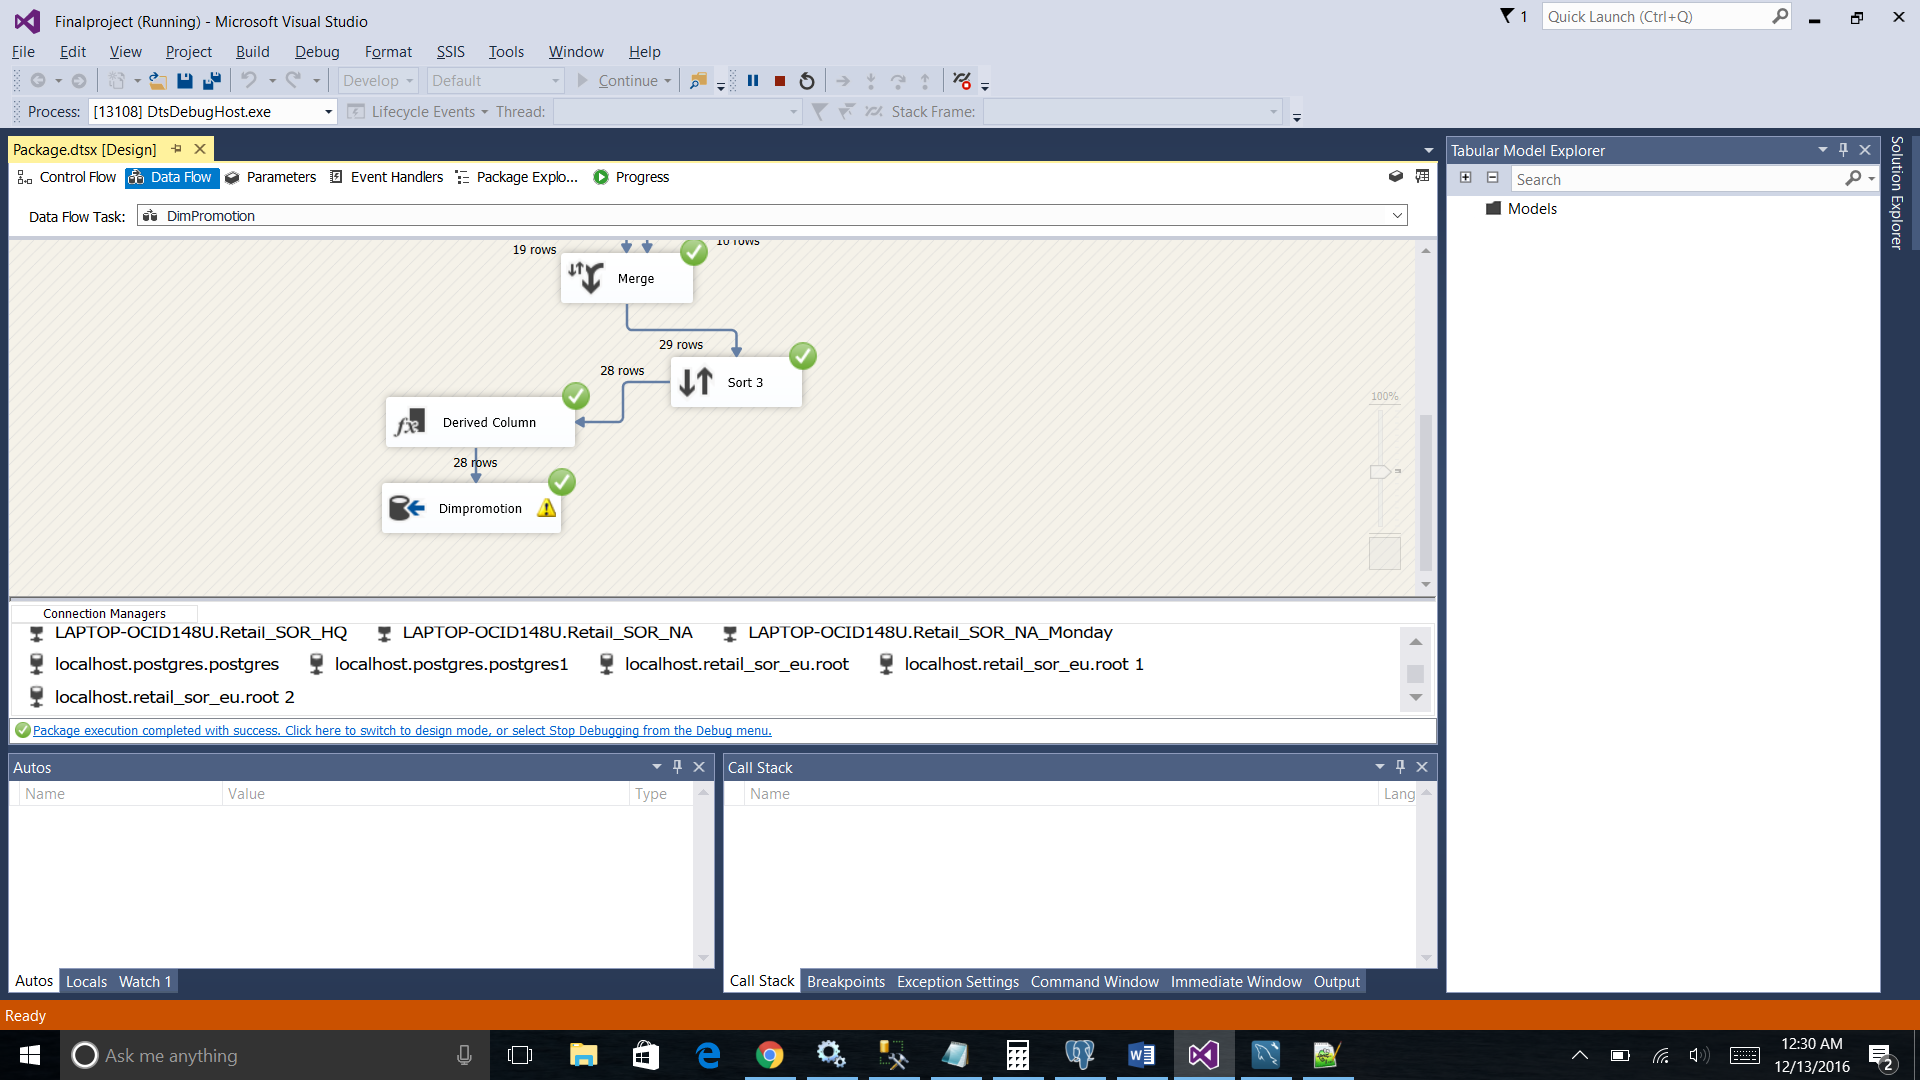 Finalproject (Running) - Microsoft Visual Studio
1
Quick Launch (Ctrl+Q)
File Edit View Project Build Debug Format SSIS Tools Window Help
Develop Default Continue
Process: [13108] DtsDebugHost.exe Lifecycle Events Thread: Stack Frame:
Package.dtsx [Design]
Control Flow Data Flow Parameters Event Handlers Package Explo... Progress
Data Flow Task: DimPromotion
19 rows
10 rows
Merge
29 rows
28 rows
Sort 3
Derived Column
28 rows
Dimpromotion
100%
Connection Managers
LAPTOP-OCID148U.Retail_SOR_HQ LAPTOP-OCID148U.Retail_SOR_NA LAPTOP-OCID148U.Retail_SOR_NA_Monday
localhost.postgres.postgres localhost.postgres.postgres1 localhost.retail_sor_eu.root localhost.retail_sor_eu.root 1
localhost.retail_sor_eu.root 2
Package execution completed with success. Click here to switch to design mode, or select Stop Debugging from the Debug menu.
Autos
Name Value Type
Autos Locals Watch 1
Call Stack
Name Lang
Call Stack Breakpoints Exception Settings Command Window Immediate Window Output
Tabular Model Explorer
Search
Models
Solution Explorer
Ready
Ask me anything
12:30 AM
12/13/2016
2